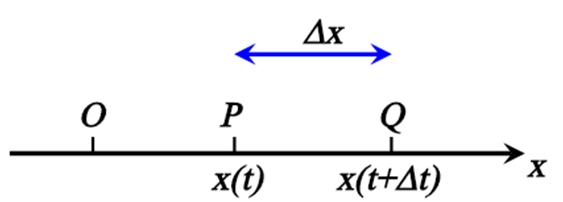 Δx
O P Q
x(t) x(t+Δt) x